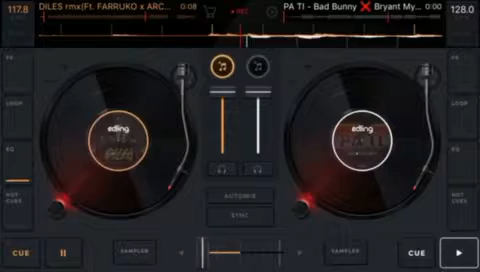 117.8
DILES rmx(Ft. FARRUKO x ARC...
0:08
REC
PA TI - Bad Bunny ❌ Bryant My...
0:00
128.0
FX
LOOP
EQ
HOT
CUES
edjing
edjing
FX
LOOP
EQ
HOT
CUES
AUTOMIX
SYNC
CUE
SAMPLER
SAMPLER
CUE